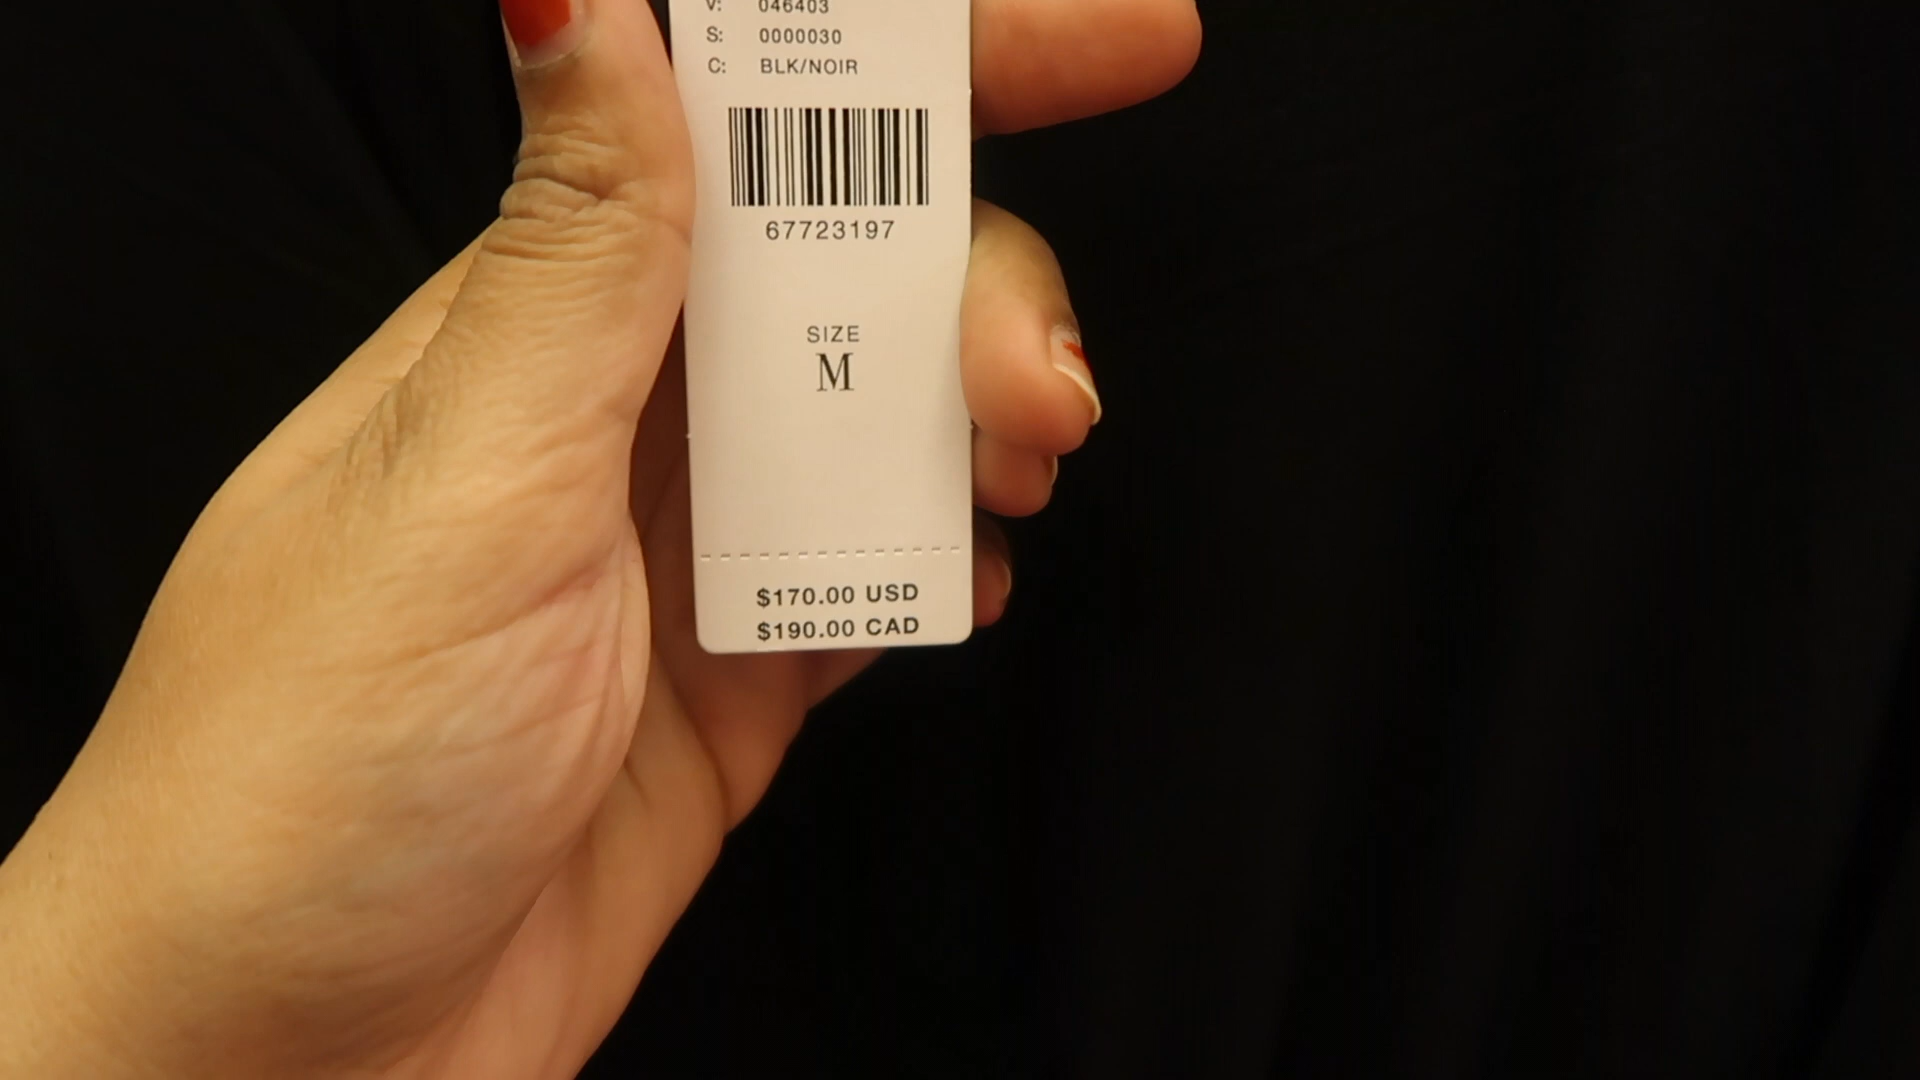 V: 046403
S: 0000030
C: BLK/NOIR
67723197
SIZE
M
$170.00 USD
$190.00 CAD